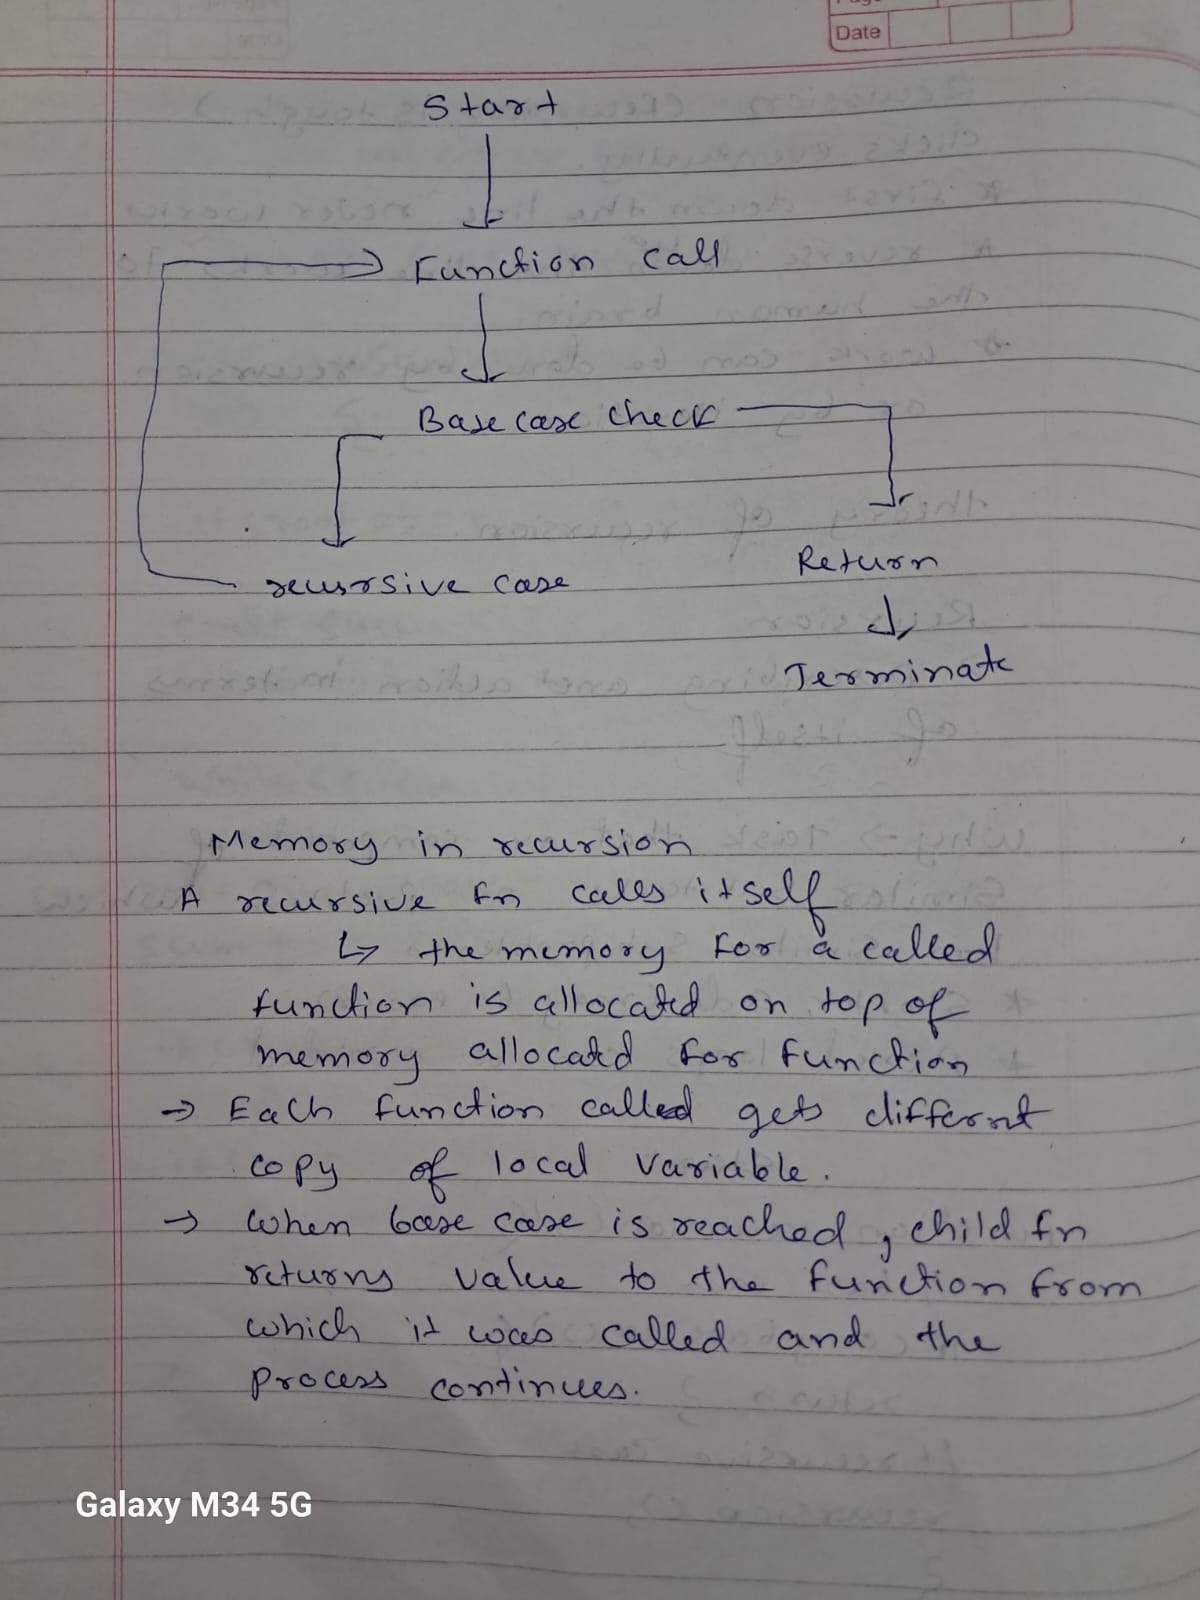 Date
Start
Function call
Base case check
recursive case
Return
Terminate
Memory in recursion
A recursive fn calls itself
↳ the memory for a called
function is allocated on top of
memory allocated for function
→ Each function called gets differnt
copy of local variable.
→ When base case is reached, child fn
returns value to the function from
which it was called and the
process continues.
Galaxy M34 5G